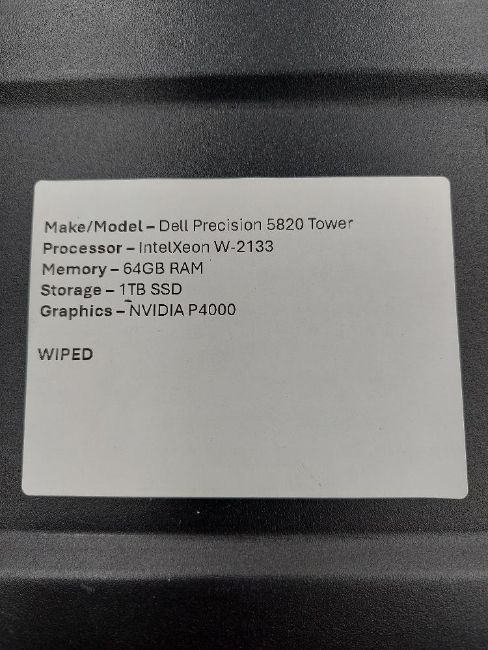 Make/Model – Dell Precision 5820 Tower
Processor – IntelXeon W-2133
Memory – 64GB RAM
Storage – 1TB SSD
Graphics – NVIDIA P4000
WIPED